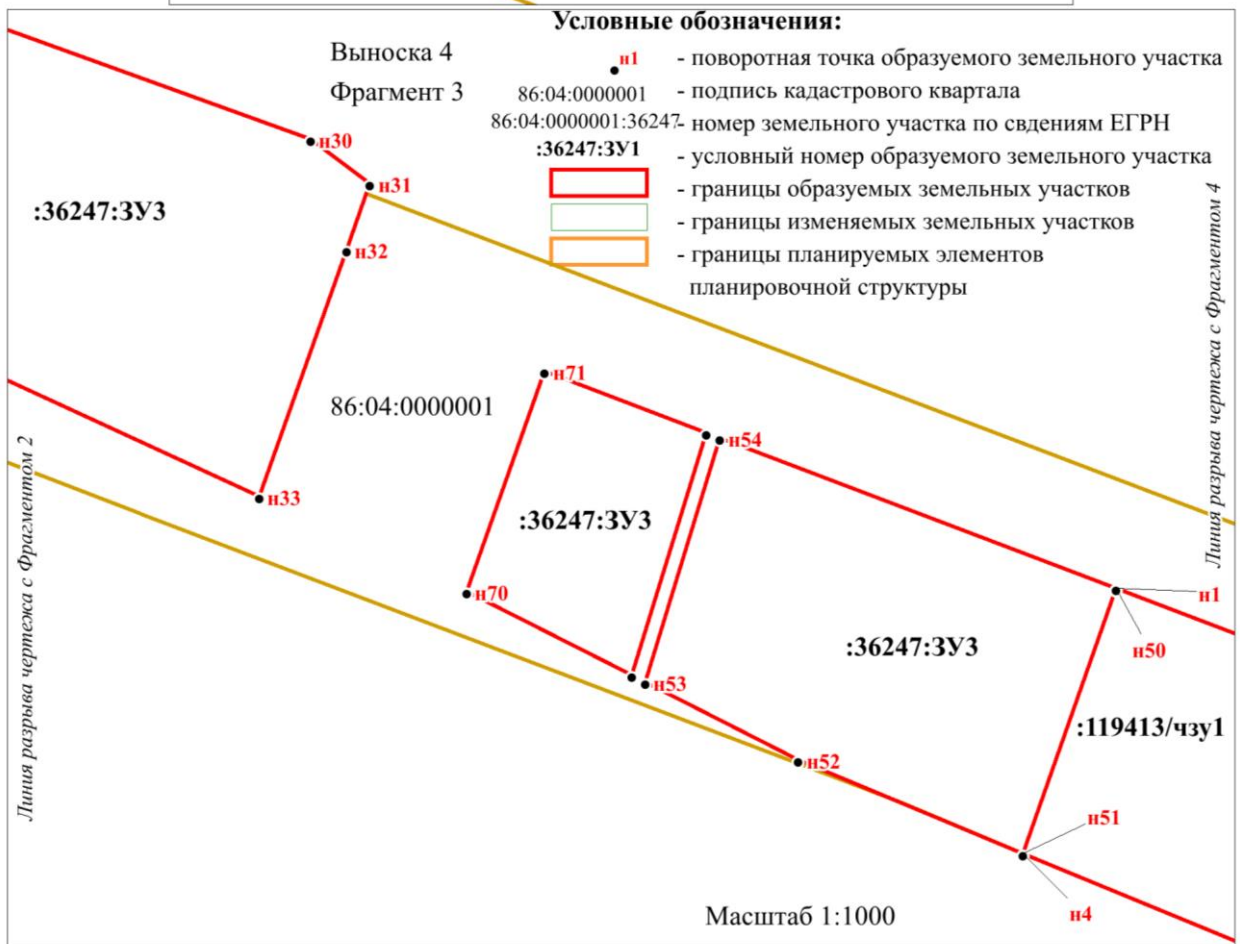 Условные обозначения:
Выноска 4
Фрагмент 3
н1
- поворотная точка образуемого земельного участка
86:04:0000001
- подпись кадастрового квартала
86:04:0000001:36247
- номер земельного участка по свдениям ЕГРН
:36247:ЗУ1
- условный номер образуемого земельного участка
- границы образуемых земельных участков
- границы изменяемых земельных участков
- границы планируемых элементов
планировочной структуры
н30
н31
:36247:ЗУ3
н32
Линия разрыва чертежа с Фрагментом 4
н71
86:04:0000001
н54
Линия разрыва чертежа с Фрагментом 2
н33
:36247:ЗУ3
н70
н1
:36247:ЗУ3
н50
н53
:119413/чзу1
н52
н51
н4
Масштаб 1:1000